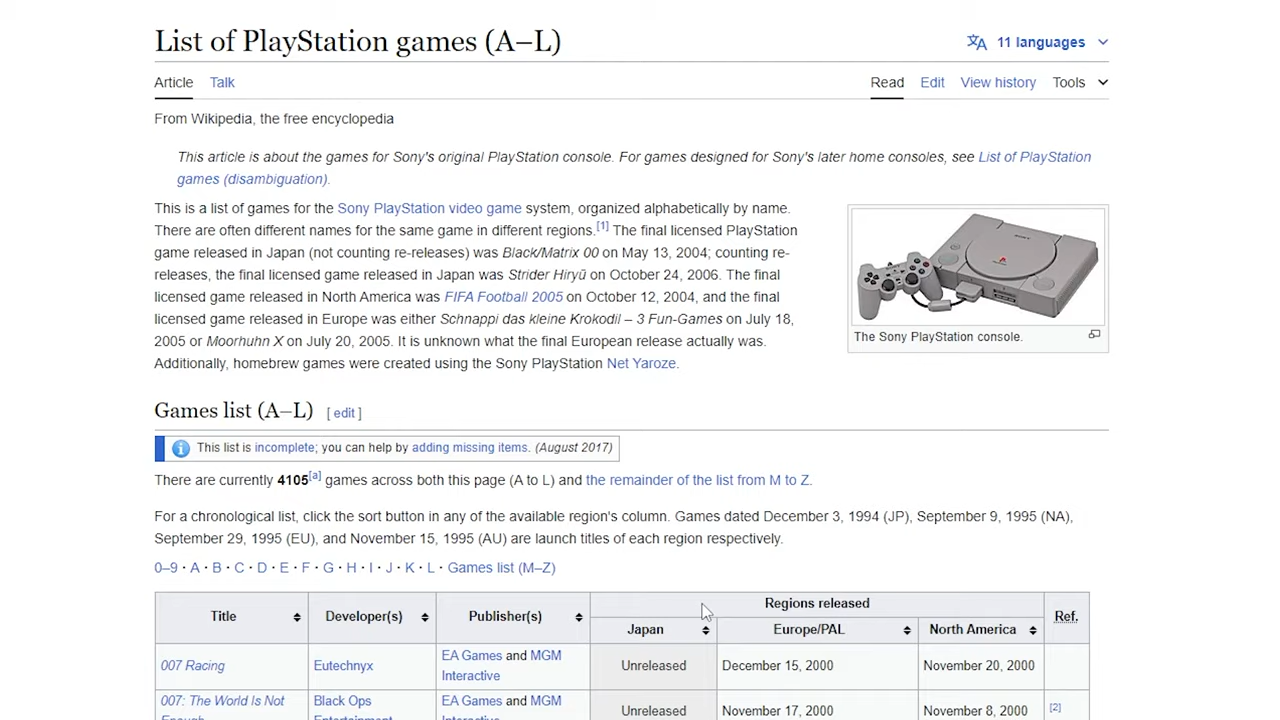 List of PlayStation games (A–L)
11 languages
Article Talk Read Edit View history Tools
From Wikipedia, the free encyclopedia
This article is about the games for Sony's original PlayStation console. For games designed for Sony's later home consoles, see List of PlayStation
games (disambiguation).
This is a list of games for the Sony PlayStation video game system, organized alphabetically by name.
There are often different names for the same game in different regions.[1] The final licensed PlayStation
game released in Japan (not counting re-releases) was Black/Matrix 00 on May 13, 2004; counting re-
releases, the final licensed game released in Japan was Strider Hiryū on October 24, 2006. The final
licensed game released in North America was FIFA Football 2005 on October 12, 2004, and the final
licensed game released in Europe was either Schnappi das kleine Krokodil – 3 Fun-Games on July 18,
2005 or Moorhuhn X on July 20, 2005. It is unknown what the final European release actually was.
Additionally, homebrew games were created using the Sony PlayStation Net Yaroze.
The Sony PlayStation console.
Games list (A–L) [ edit ]
This list is incomplete; you can help by adding missing items. (August 2017)
There are currently 4105[a] games across both this page (A to L) and the remainder of the list from M to Z.
For a chronological list, click the sort button in any of the available region's column. Games dated December 3, 1994 (JP), September 9, 1995 (NA),
September 29, 1995 (EU), and November 15, 1995 (AU) are launch titles of each region respectively.
0–9 · A · B · C · D · E · F · G · H · I · J · K · L · Games list (M–Z)
Title Developer(s) Publisher(s) Regions released Ref.
Japan Europe/PAL North America
007 Racing Eutechnyx EA Games and MGM
Interactive Unreleased December 15, 2000 November 20, 2000
007: The World Is Not
Enough Black Ops
Entertainment EA Games and MGM
Interactive Unreleased November 17, 2000 November 8, 2000 [2]